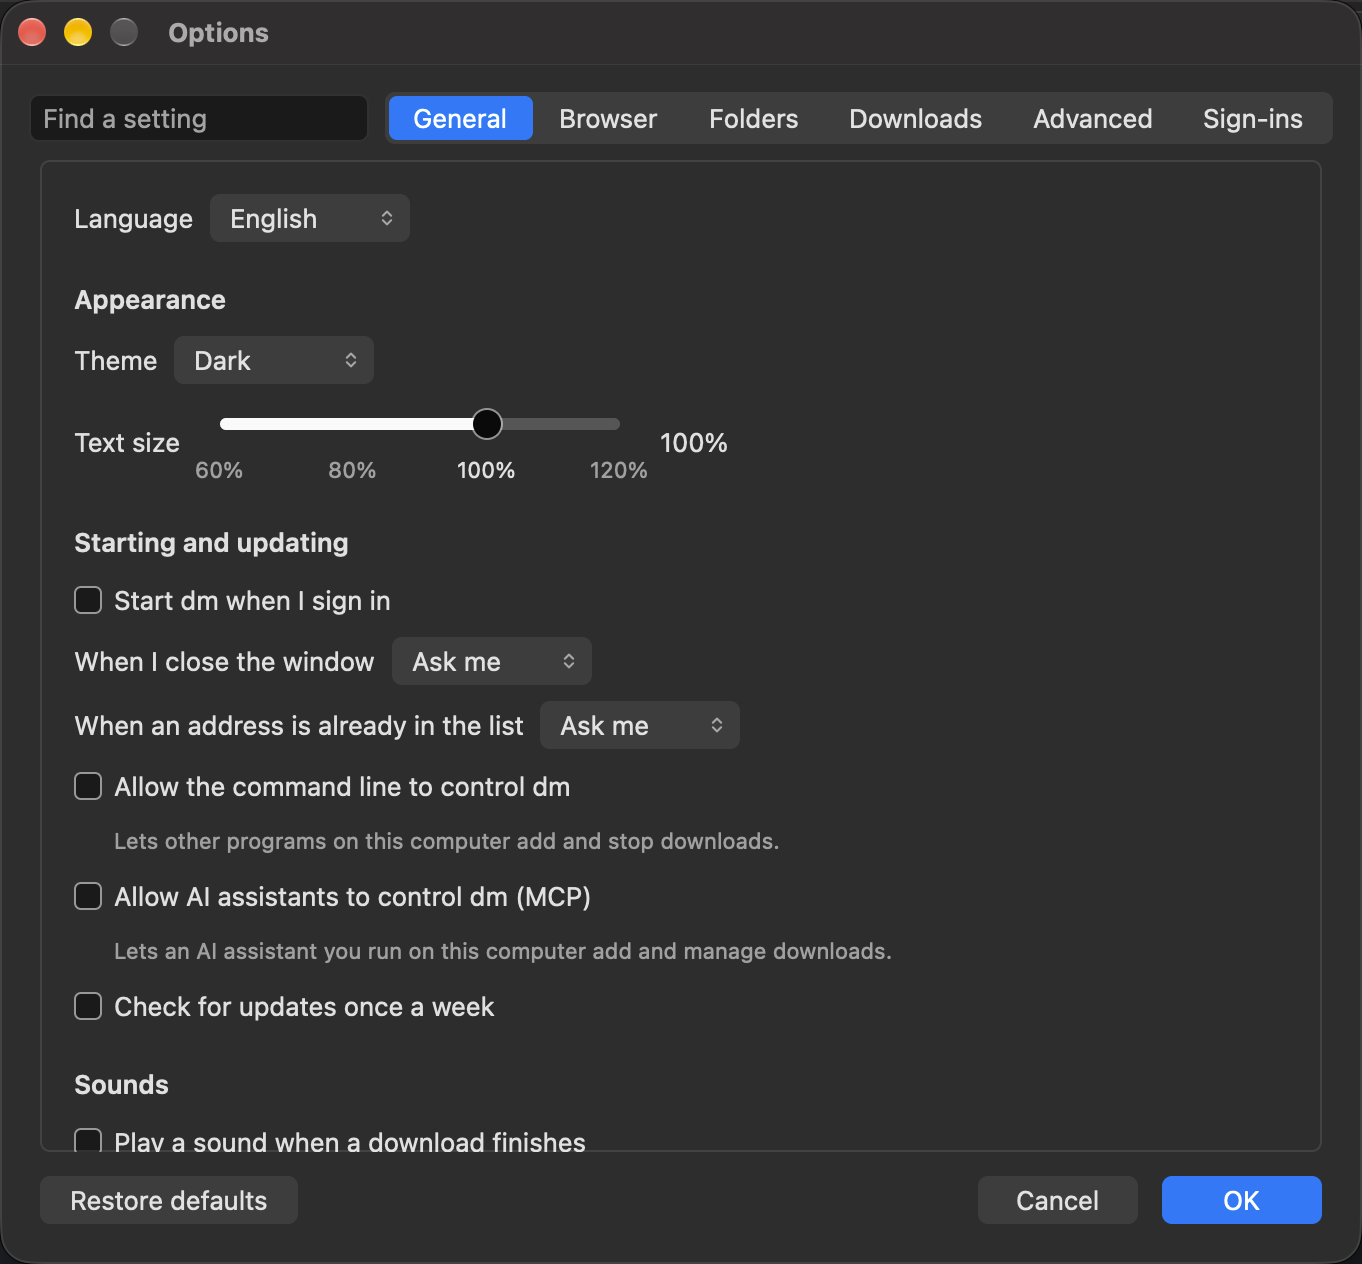 Options
Find a setting
General Browser Folders Downloads Advanced Sign-ins
Language English
Appearance
Theme Dark
Text size 100%
60% 80% 100% 120%
Starting and updating
Start dm when I sign in
When I close the window Ask me
When an address is already in the list Ask me
Allow the command line to control dm
Lets other programs on this computer add and stop downloads.
Allow AI assistants to control dm (MCP)
Lets an AI assistant you run on this computer add and manage downloads.
Check for updates once a week
Sounds
Play a sound when a download finishes
Restore defaults Cancel OK